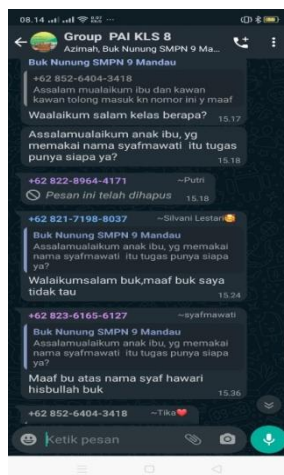 08.14
Group PAI KLS 8
Azimah, Buk Nunung SMPN 9 Ma...
Buk Nunung SMPN 9 Mandau
+62 852-6404-3418
Assalam mualaikum ibu dan kawan
kawan tolong masuk kn nomor ini y maaf
Waalaikum salam kelas berapa? 15.17
Assalamualaikum anak ibu, yg
memakai nama syafmawati itu tugas
punya siapa ya? 15.18
+62 822-8964-4171 ~Putri
Pesan ini telah dihapus 15.18
+62 821-7198-8037 ~Silvani Lestari🥰
Buk Nunung SMPN 9 Mandau
Assalamualaikum anak ibu, yg memakai
nama syafmawati itu tugas punya siapa
ya?
Walaikumsalam buk,maaf buk saya
tidak tau 15.24
+62 823-6165-6127 ~syafmawati
Buk Nunung SMPN 9 Mandau
Assalamualaikum anak ibu, yg memakai
nama syafmawati itu tugas punya siapa
ya?
Maaf bu atas nama syaf hawari
hisbullah buk 15.36
+62 852-6404-3418 ~Tika❤
Ketik pesan